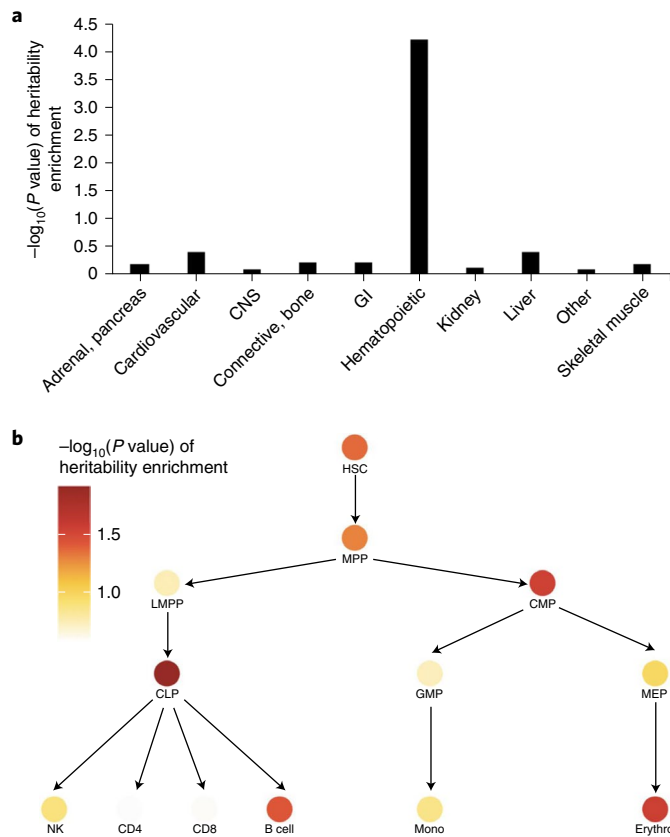 a
−log10(P value) of heritability
enrichment
4.5
4.0
3.5
3.0
2.5
2.0
1.5
1.0
0.5
0
Adrenal, pancreas
Cardiovascular
CNS
Connective, bone
GI
Hematopoietic
Kidney
Liver
Other
Skeletal muscle
b
−log10(P value) of
heritability enrichment
1.5
1.0
HSC
MPP
LMPP
CMP
CLP
GMP
MEP
NK
CD4
CD8
B cell
Mono
Erythro